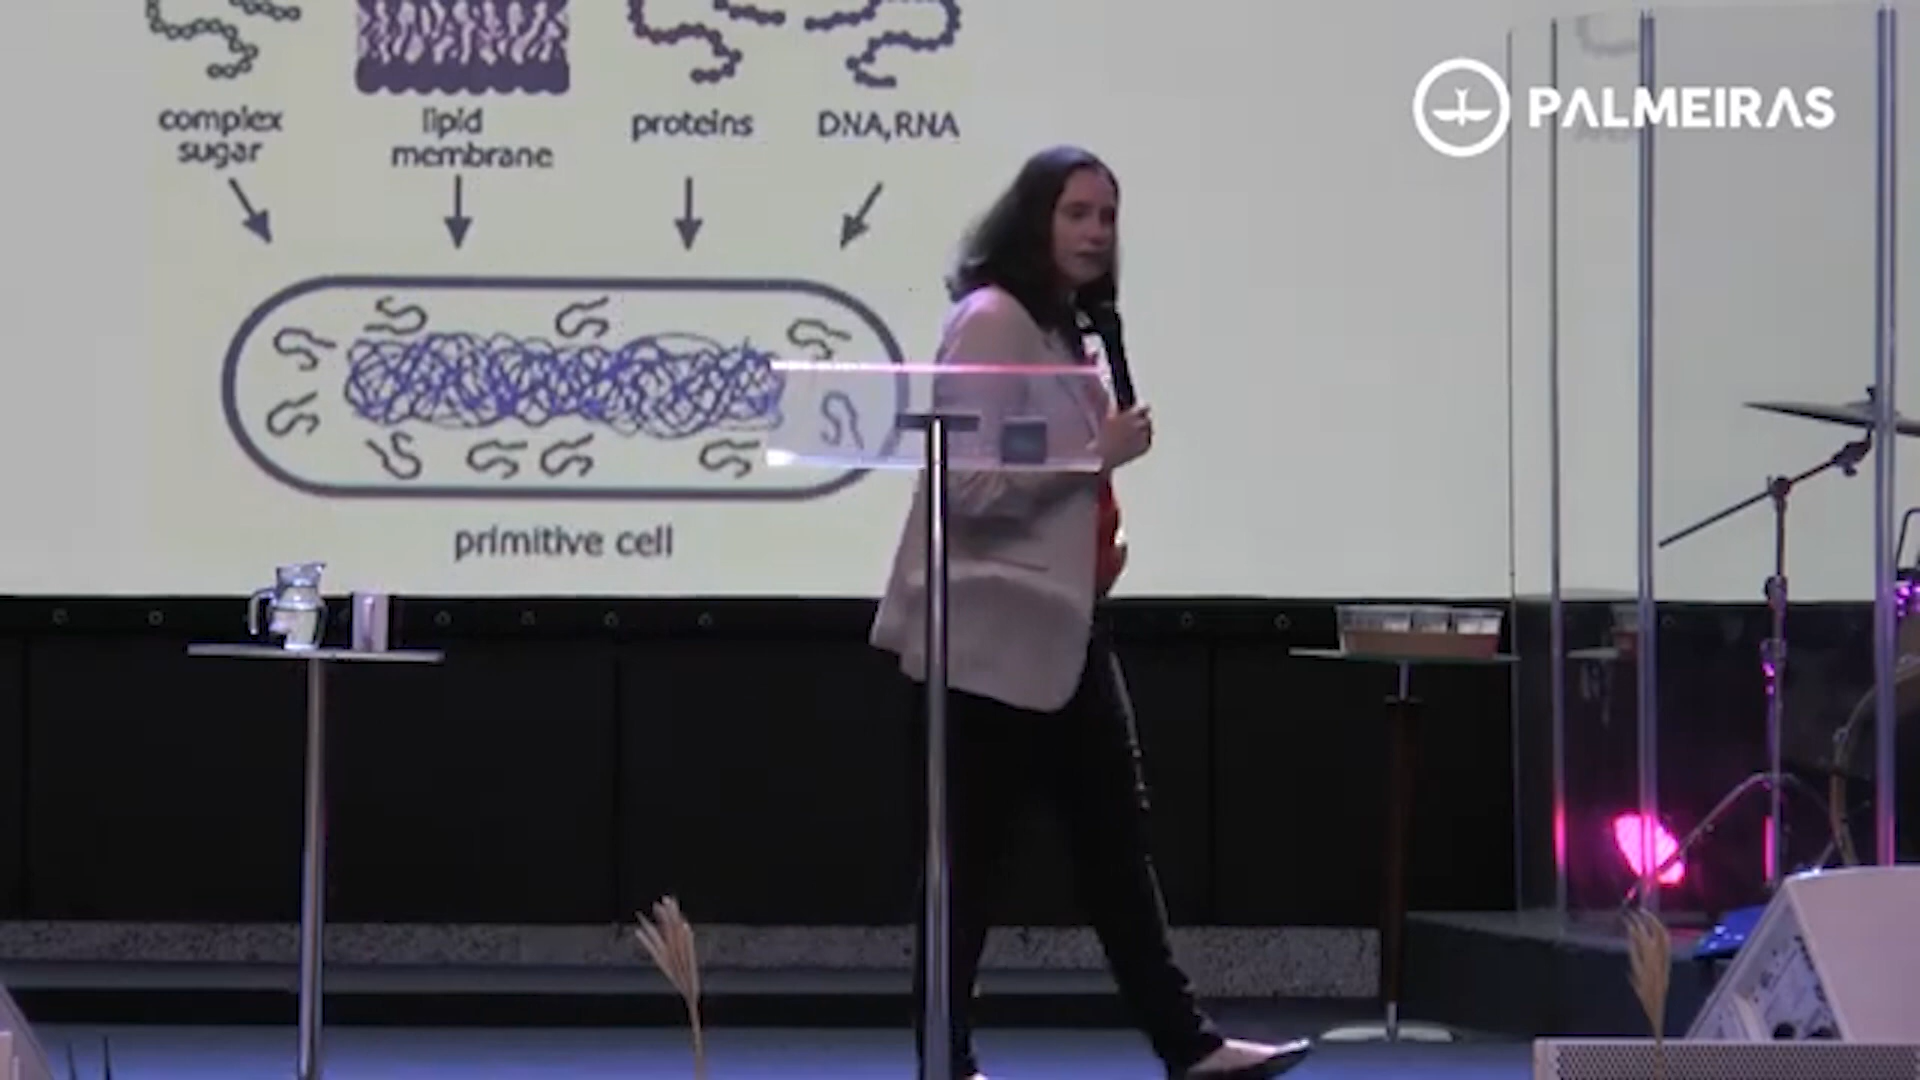 PALMEIRAS
complex
sugar
lipid
membrane
proteins
DNA,RNA
primitive cell